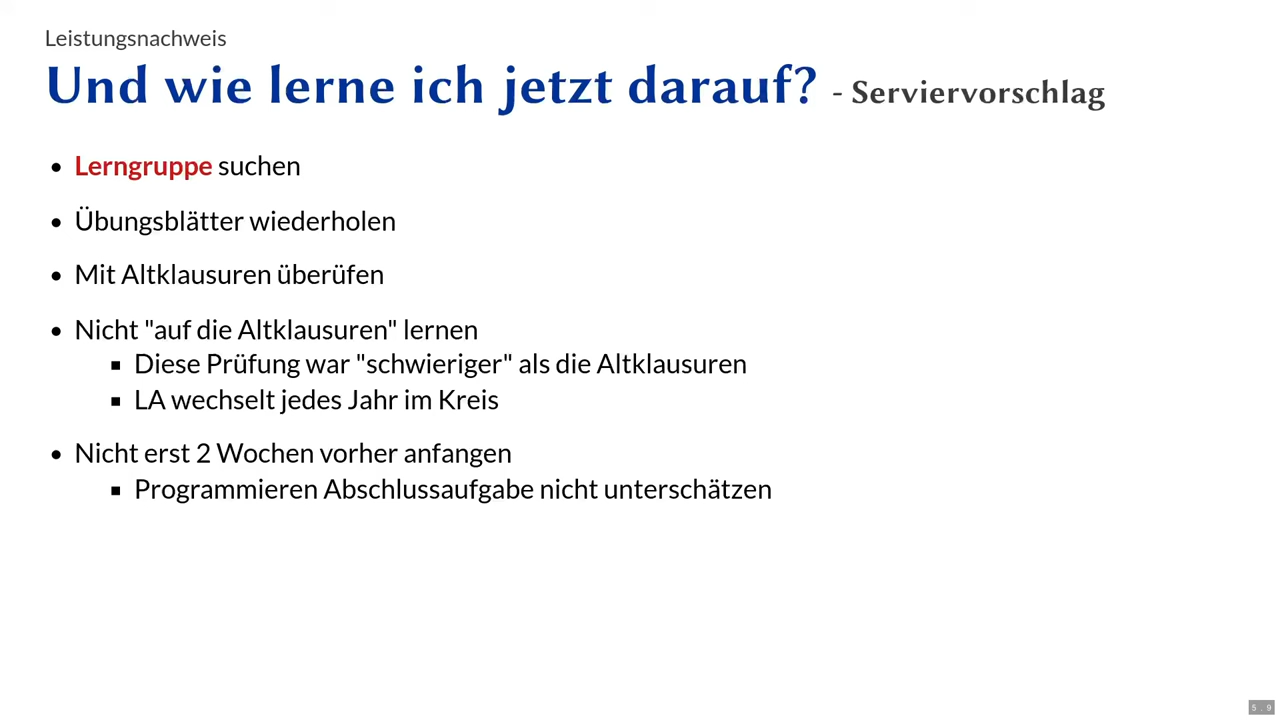 Leistungsnachweis
Und wie lerne ich jetzt darauf? - Serviervorschlag
• Lerngruppe suchen
• Übungsblätter wiederholen
• Mit Altklausuren überüfen
• Nicht "auf die Altklausuren" lernen
▪ Diese Prüfung war "schwieriger" als die Altklausuren
▪ LA wechselt jedes Jahr im Kreis
• Nicht erst 2 Wochen vorher anfangen
▪ Programmieren Abschlussaufgabe nicht unterschätzen
5 . 9